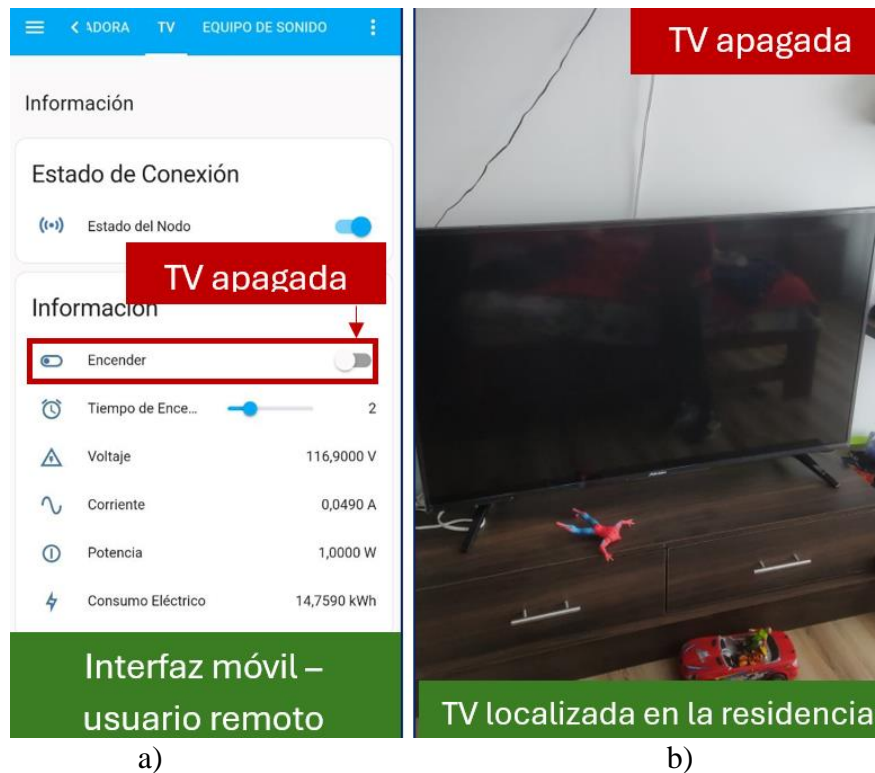 ADORA TV EQUIPO DE SONIDO
Información
Estado de Conexión
Estado del Nodo
TV apagada
Información
Encender
Tiempo de Ence... 2
Voltaje 116,9000 V
Corriente 0,0490 A
Potencia 1,0000 W
Consumo Eléctrico 14,7590 kWh
Interfaz móvil –
usuario remoto
a)
TV apagada
TV localizada en la residencia
b)